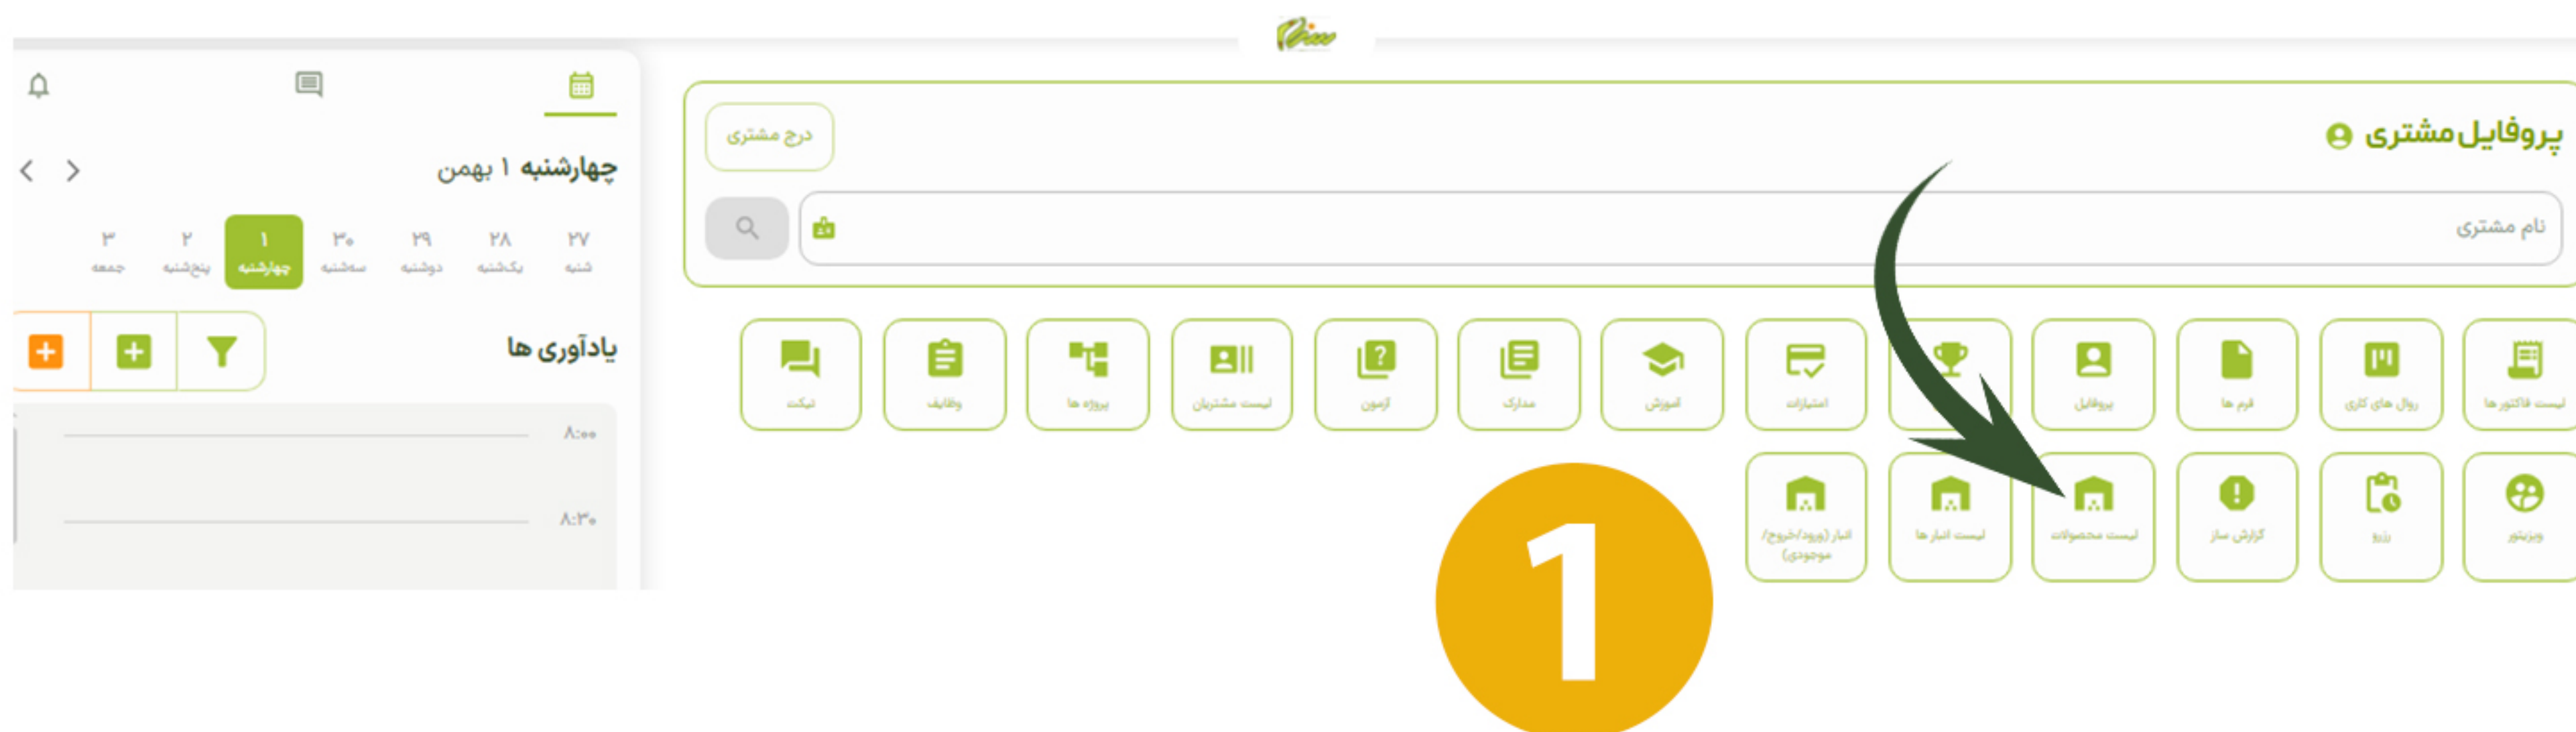 پروفایل مشتری
درج مشتری
نام مشتری
لیست فاکتور ها
روال های کاری
فرم ها
پروفایل
امتیازات
آموزش
مدارک
آزمون
لیست مشتریان
پروژه ها
وظایف
تیکت
ویزیتور
رزرو
گزارش ساز
لیست محصولات
لیست انبار ها
انبار (ورود/خروج/
موجودی)
1
چهارشنبه ۱ بهمن
۲۷ ۲۸ ۲۹ ۳۰ ۱ ۲ ۳
شنبه یک‌شنبه دوشنبه سه‌شنبه چهارشنبه پنج‌شنبه جمعه
یادآوری ها
۸:۰۰
۸:۳۰